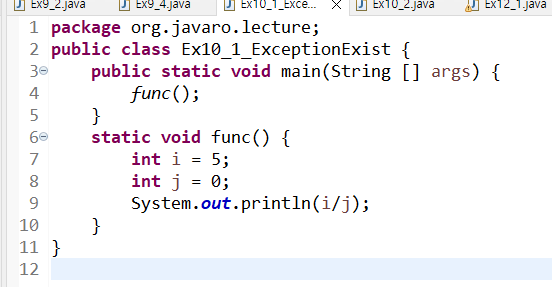 Ex9_2.java Ex9_4.java Ex10_1_Exce... Ex10_2.java Ex12_1.java
1 package org.javaro.lecture;
2 public class Ex10_1_ExceptionExist {
3 public static void main(String [] args) {
4 func();
5 }
6 static void func() {
7 int i = 5;
8 int j = 0;
9 System.out.println(i/j);
10 }
11 }
12